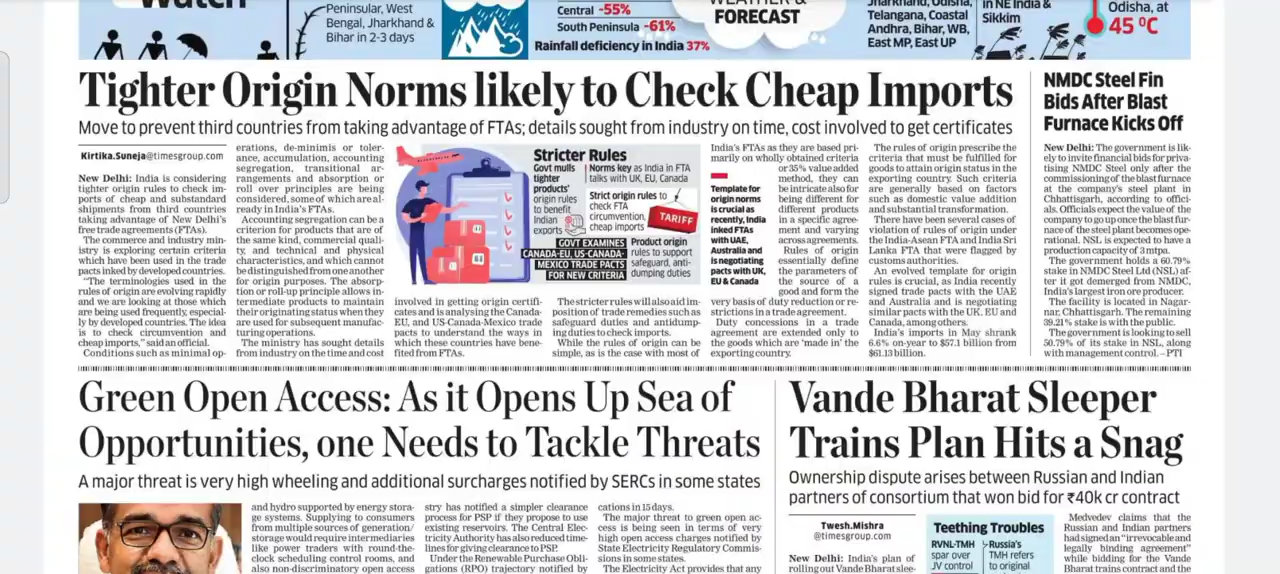 Watch
Peninsular, West
Bengal, Jharkhand &
Bihar in 2-3 days
Central -55%
South Peninsula -61%
Rainfall deficiency in India 37%
FORECAST
Telangana, Coastal
Andhra, Bihar, WB,
East MP, East UP
in NE India &
Sikkim
Odisha, at
45 °C
Tighter Origin Norms likely to Check Cheap Imports
Move to prevent third countries from taking advantage of FTAs; details sought from industry on time, cost involved to get certificates
Kirtika.Suneja@timesgroup.com
New Delhi: India is considering
tighter origin rules to check im-
ports of cheap and substandard
shipments from third countries
taking advantage of New Delhi's
free trade agreements (FTAs).
The commerce and industry min-
istry is exploring certain criteria
which have been used in the trade
pacts inked by developed countries.
"The terminologies used in the
rules of origin are evolving rapidly
and we are looking at those which
are being used frequently, especial-
ly by developed countries. The idea
is to check circumvention and
cheap imports," said an official.
Conditions such as minimal op-
erations, de-minimis or toler-
ance, accumulation, accounting
segregation, transitional ar-
rangements and absorption or
roll over principles are being
considered, some of which are al-
ready in India's FTAs.
Accounting segregation can be a
criterion for products that are of
the same kind, commercial quali-
ty, and technical and physical
characteristics, and which cannot
be distinguished from one another
for origin purposes. The absorp-
tion or roll-up principle allows in-
termediate products to maintain
their originating status when they
are used for subsequent manufac-
turing operations.
The ministry has sought details
from industry on the time and cost
Stricter Rules
Govt mulls
tighter
products'
origin rules
to benefit
Indian
exports
Norms key as India in FTA
talks with UK, EU, Canada
Strict origin rules to
check FTA
circumvention,
cheap imports
TARIFF
GOVT EXAMINES
CANADA-EU, US-CANADA-
MEXICO TRADE PACTS
FOR NEW CRITERIA
Product origin
rules to support
safeguard, anti-
dumping duties
involved in getting origin certifi-
cates and is analysing the Canada-
EU, and US-Canada-Mexico trade
pacts to understand the ways in
which these countries have bene-
fited from FTAs.
The stricter rules will also aid im-
position of trade remedies such as
safeguard duties and antidump-
ing duties to check imports.
While the rules of origin can be
simple, as is the case with most of
India's FTAs as they are based pri-
marily on wholly obtained criteria
or 35% value added
method, they can
be intricate also for
being different for
different products
in a specific agree-
ment and varying
across agreements.
Rules of origin
essentially define
the parameters of
the source of a
good and form the
very basis of duty reduction or re-
strictions in a trade agreement.
Duty concessions in a trade
agreement are extended only to
the goods which are 'made in' the
exporting country.
Template for
origin norms
is crucial as
recently, India
inked FTAs
with UAE,
Australia and
is negotiating
pacts with UK,
EU & Canada
The rules of origin prescribe the
criteria that must be fulfilled for
goods to attain origin status in the
exporting country. Such criteria
are generally based on factors
such as domestic value addition
and substantial transformation.
There have been several cases of
violation of rules of origin under
the India-Asean FTA and India Sri
Lanka FTA that were flagged by
customs authorities.
An evolved template for origin
rules is crucial, as India recently
signed trade pacts with the UAE
and Australia and is negotiating
similar pacts with the UK. EU and
Canada, among others.
India's imports in May shrank
6.6% on-year to $57.1 billion from
$61.13 billion.
NMDC Steel Fin
Bids After Blast
Furnace Kicks Off
New Delhi: The government is like-
ly to invite financial bids for priva-
tising NMDC Steel only after the
commissioning of the blast furnace
at the company's steel plant in
Chhattisgarh, according to offici-
als. Officials expect the value of the
company to go up once the blast fur-
nace of the steel plant becomes oper-
ational. NSL is expected to have a
production capacity of 3 mtpa.
The government holds a 60.79%
stake in NMDC Steel Ltd (NSL) af-
ter it got demerged from NMDC,
India's largest iron ore producer.
The facility is located in Nagar-
nar, Chhattisgarh. The remaining
39.21% stake is with the public.
The government is looking to sell
50.79% of its stake in NSL, along
with management control. – PTI
Green Open Access: As it Opens Up Sea of
Opportunities, one Needs to Tackle Threats
A major threat is very high wheeling and additional surcharges notified by SERCs in some states
and hydro supported by energy stora-
ge systems. Supplying to consumers
from multiple sources of generation/
storage would require intermediaries
like power traders with round-the-
clock scheduling control rooms, and
also non-discriminatory open access
stry has notified a simpler clearance
process for PSP if they propose to use
existing reservoirs. The Central Elec-
tricity Authority has also reduced time-
lines for giving clearance to PSP.
Under the Renewable Purchase Obli-
gations (RPO) trajectory notified by
cations in 15 days.
The major threat to green open ac-
cess is being seen in terms of very
high open access charges notified by
State Electricity Regulatory Commis-
sions in some states.
The Electricity Act provides that any
Vande Bharat Sleeper
Trains Plan Hits a Snag
Ownership dispute arises between Russian and Indian
partners of consortium that won bid for ₹40k cr contract
Twesh.Mishra
@timesgroup.com
New Delhi: India's plan of
rolling out Vande Bharat slee-
Teething Troubles
RVNL-TMH
spar over
JV control
Russia's
TMH refers
to original
Medvedev claims that the
Russian and Indian partners
had signed an "irrevocable and
legally binding agreement"
while bidding for the Vande
Bharat trains contract and the